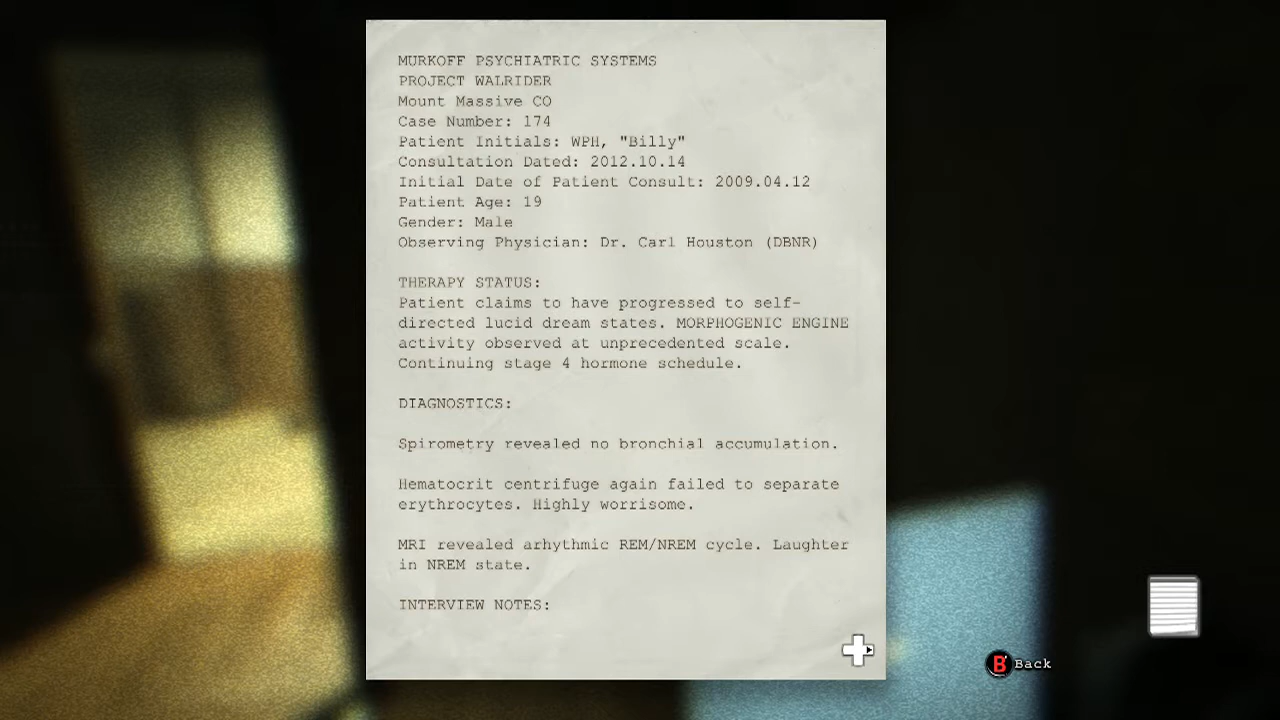 MURKOFF PSYCHIATRIC SYSTEMS
PROJECT WALRIDER
Mount Massive CO
Case Number: 174
Patient Initials: WPH, "Billy"
Consultation Dated: 2012.10.14
Initial Date of Patient Consult: 2009.04.12
Patient Age: 19
Gender: Male
Observing Physician: Dr. Carl Houston (DBNR)
THERAPY STATUS:
Patient claims to have progressed to self-
directed lucid dream states. MORPHOGENIC ENGINE
activity observed at unprecedented scale.
Continuing stage 4 hormone schedule.
DIAGNOSTICS:
Spirometry revealed no bronchial accumulation.
Hematocrit centrifuge again failed to separate
erythrocytes. Highly worrisome.
MRI revealed arhythmic REM/NREM cycle. Laughter
in NREM state.
INTERVIEW NOTES:
B Back